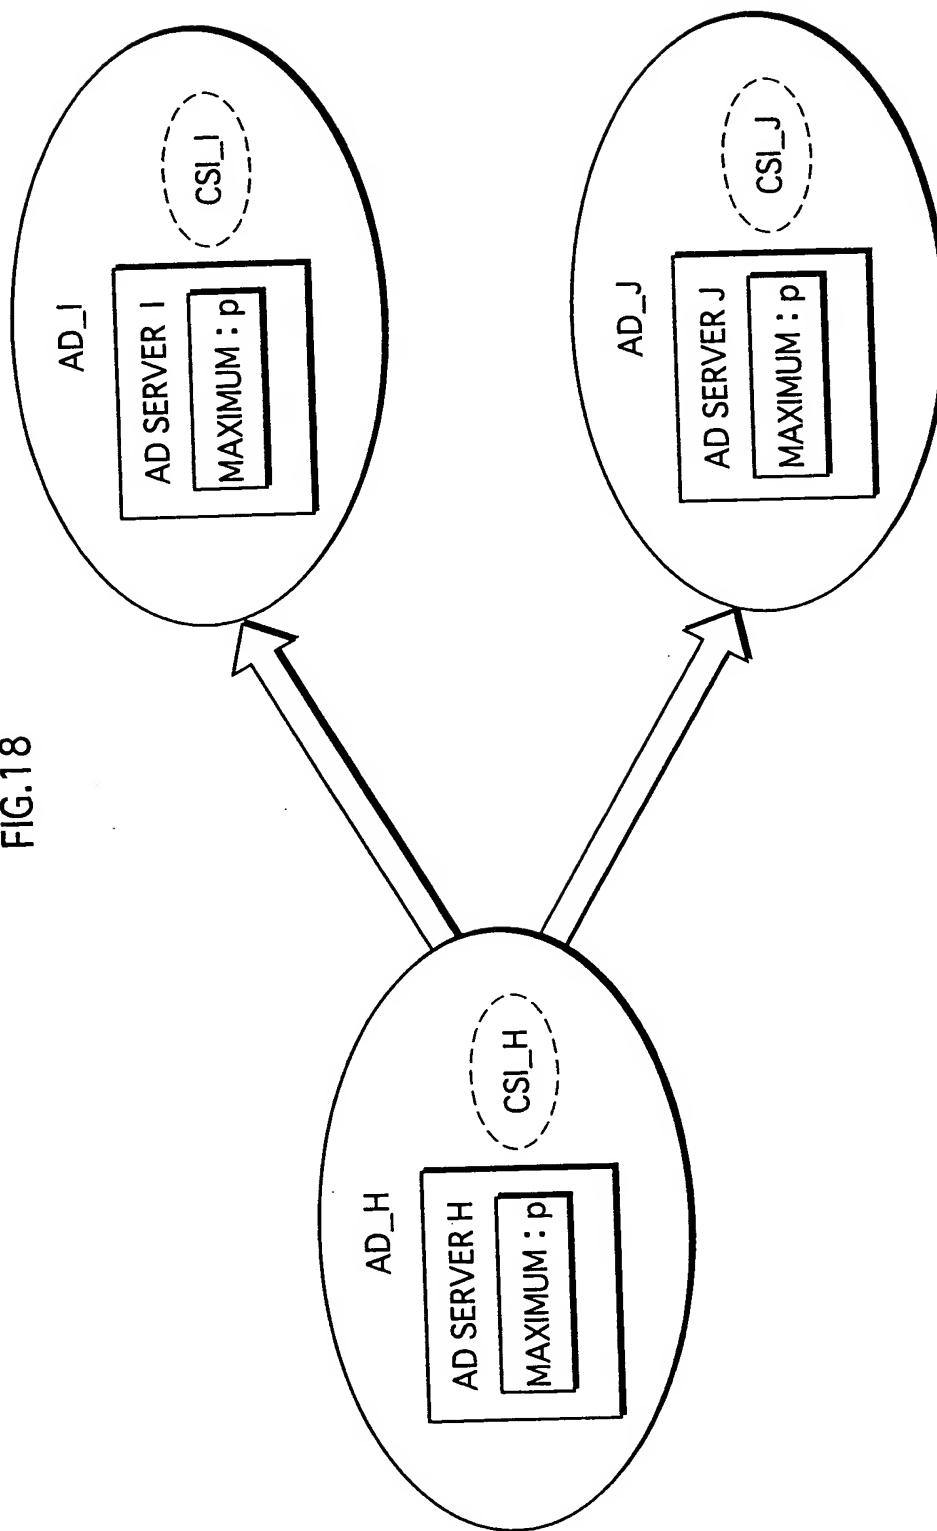 FIG.18
AD_H
AD SERVER H
MAXIMUM : p
CSI_H
AD_I
AD SERVER I
MAXIMUM : p
CSI_I
AD_J
AD SERVER J
MAXIMUM : p
CSI_J